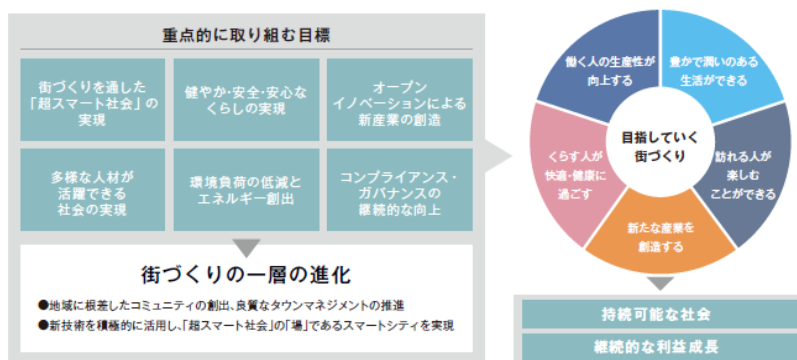 重点的に取り組む目標
街づくりを通した
「超スマート社会」の
実現
健やか・安全・安心な
くらしの実現
オープン
イノベーションによる
新産業の創造
多様な人材が
活躍できる
社会の実現
環境負荷の低減と
エネルギー創出
コンプライアンス・
ガバナンスの
継続的な向上
街づくりの一層の進化
●地域に根差したコミュニティの創出、良質なタウンマネジメントの推進
●新技術を積極的に活用し、「超スマート社会」の「場」であるスマートシティを実現
働く人の生産性が
向上する
豊かで潤いのある
生活ができる
目指していく
街づくり
くらす人が
快適・健康に
過ごす
訪れる人が
楽しむ
ことができる
新たな産業を
創造する
持続可能な社会
継続的な利益成長